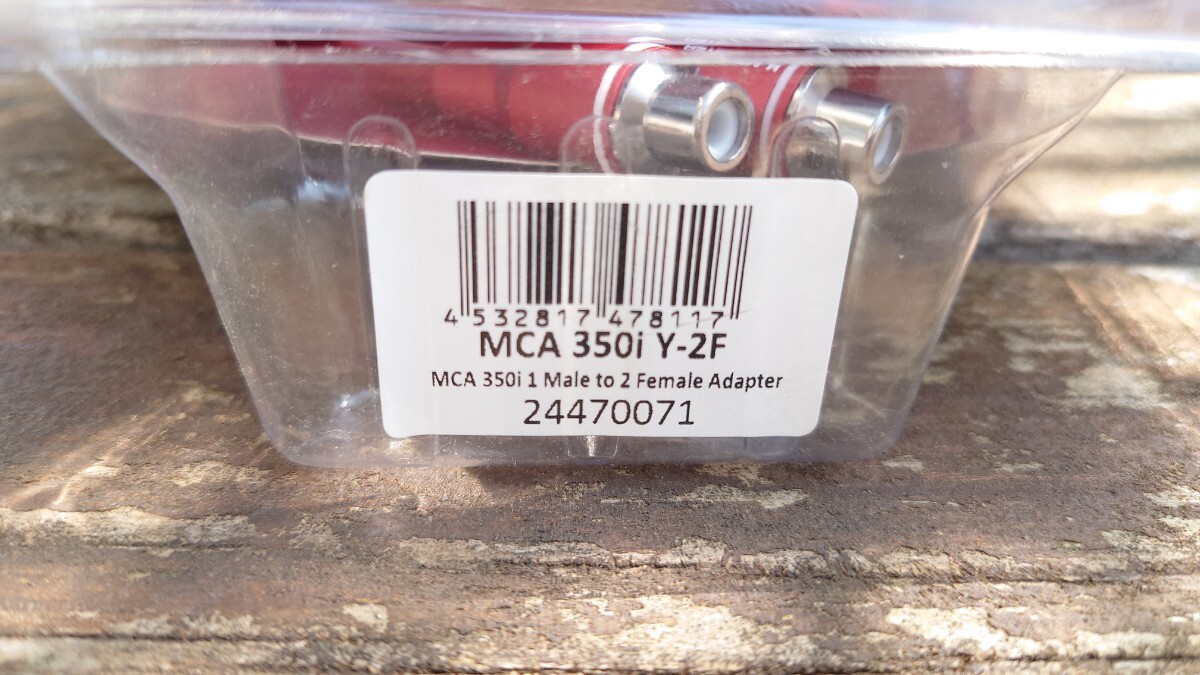 4 532817 478117
MCA 350i Y-2F
MCA 350i 1 Male to 2 Female Adapter
24470071